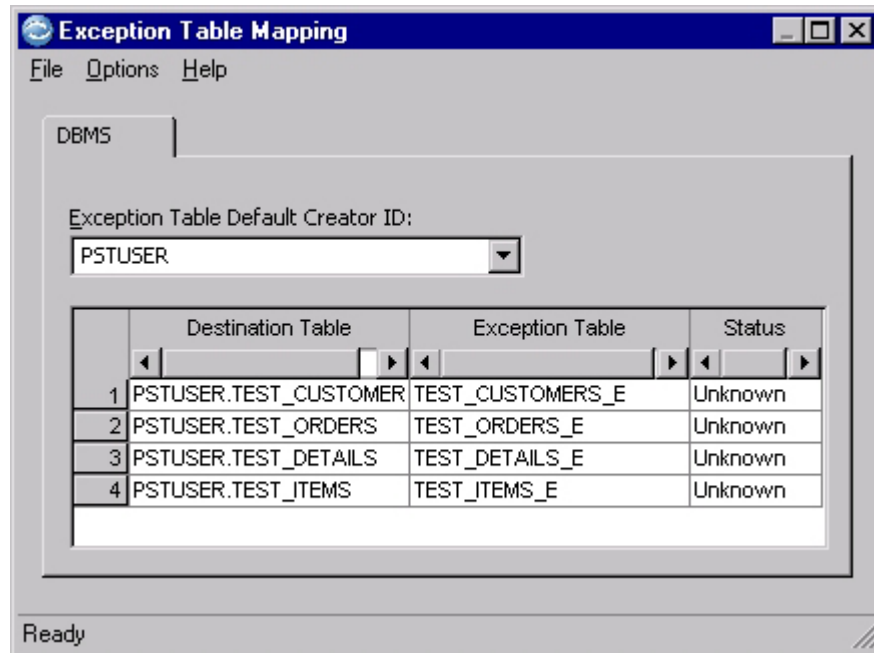 Exception Table Mapping
File Options Help
DBMS
Exception Table Default Creator ID:
PSTUSER
Destination Table Exception Table Status
1 PSTUSER.TEST_CUSTOMER TEST_CUSTOMERS_E Unknown
2 PSTUSER.TEST_ORDERS TEST_ORDERS_E Unknown
3 PSTUSER.TEST_DETAILS TEST_DETAILS_E Unknown
4 PSTUSER.TEST_ITEMS TEST_ITEMS_E Unknown
Ready